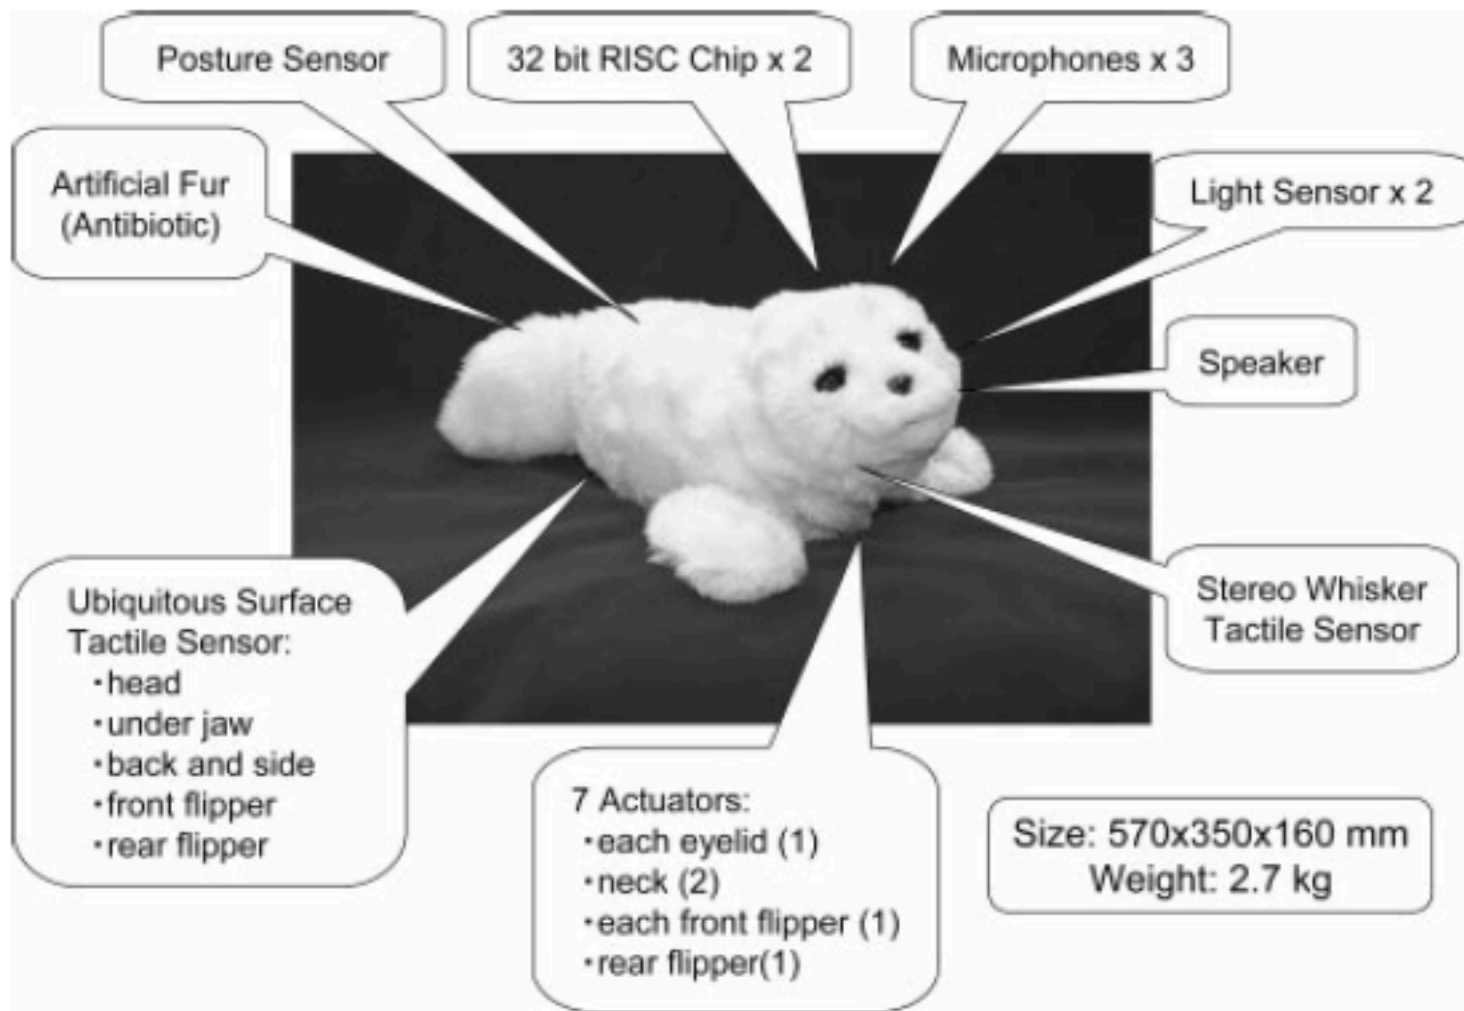 Posture Sensor
32 bit RISC Chip x 2
Microphones x 3
Artificial Fur
(Antibiotic)
Light Sensor x 2
Speaker
Ubiquitous Surface
Tactile Sensor:
・head
・under jaw
・back and side
・front flipper
・rear flipper
Stereo Whisker
Tactile Sensor
7 Actuators:
・each eyelid (1)
・neck (2)
・each front flipper (1)
・rear flipper(1)
Size: 570x350x160 mm
Weight: 2.7 kg